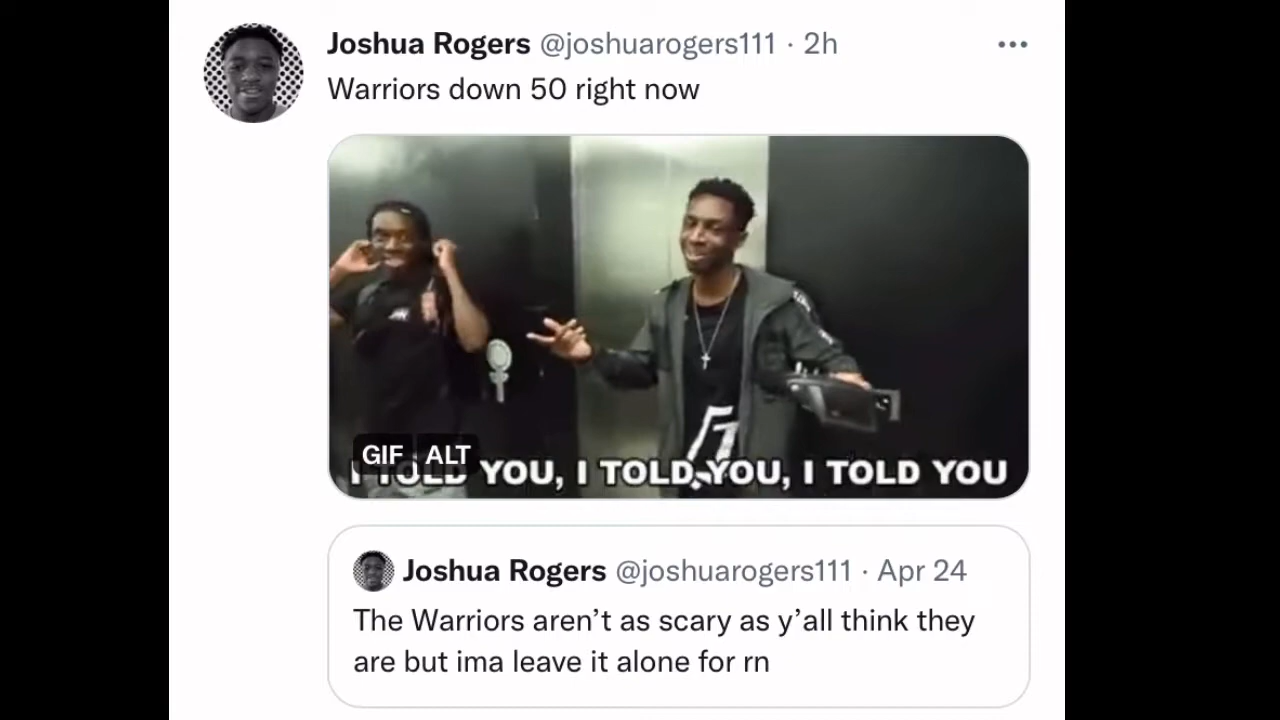 Joshua Rogers @joshuarogers111 · 2h
Warriors down 50 right now
GIF ALT
I TOLD YOU, I TOLD YOU, I TOLD YOU
Joshua Rogers @joshuarogers111 · Apr 24
The Warriors aren't as scary as y'all think they
are but ima leave it alone for rn